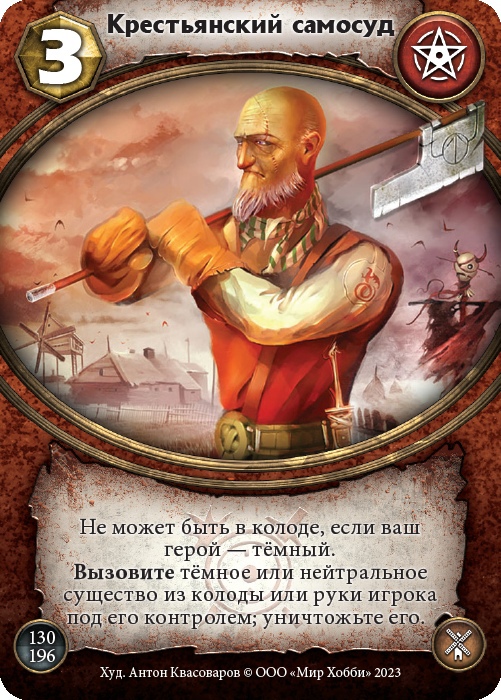 3
Крестьянский самосуд
Не может быть в колоде, если ваш
герой — тёмный.
Вызовите тёмное или нейтральное
существо из колоды или руки игрока
под его контролем; уничтожьте его.
130
196
Худ. Антон Квасоваров © ООО «Мир Хобби» 2023